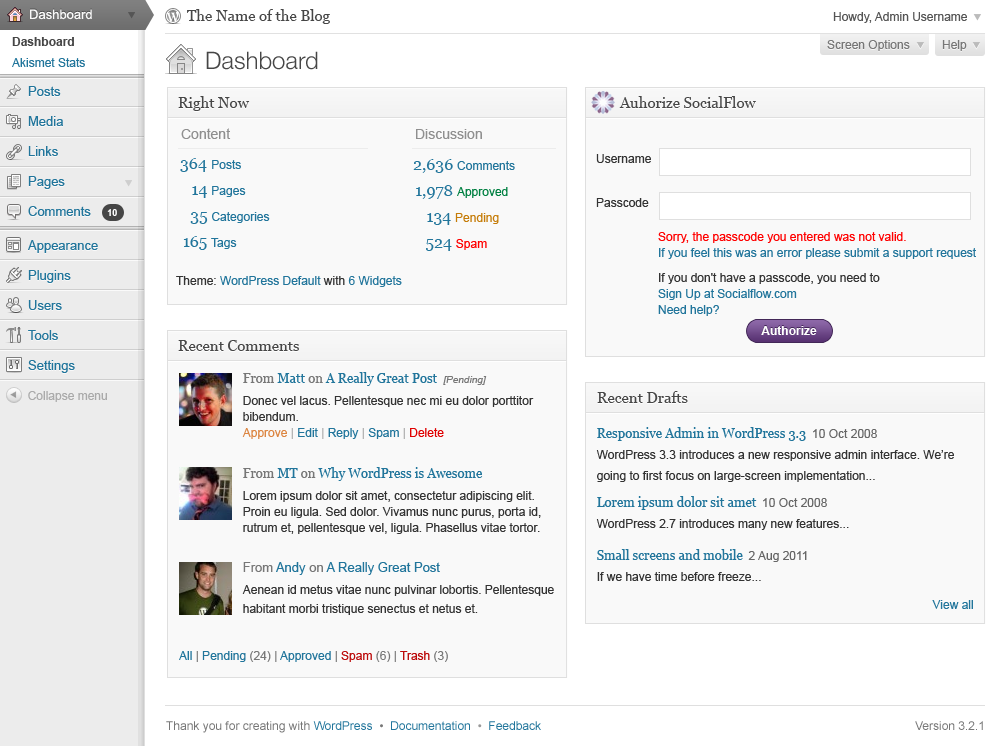 Dashboard
Dashboard
Akismet Stats
Posts
Media
Links
Pages
Comments 10
Appearance
Plugins
Users
Tools
Settings
Collapse menu
The Name of the Blog
Howdy, Admin Username
Screen Options
Help
Dashboard
Right Now
Content
364 Posts
14 Pages
35 Categories
165 Tags
Discussion
2,636 Comments
1,978 Approved
134 Pending
524 Spam
Theme: WordPress Default with 6 Widgets
Recent Comments
From Matt on A Really Great Post [Pending]
Donec vel lacus. Pellentesque nec mi eu dolor porttitor
bibendum.
Approve | Edit | Reply | Spam | Delete
From MT on Why WordPress is Awesome
Lorem ipsum dolor sit amet, consectetur adipiscing elit.
Proin eu ligula. Sed dolor. Vivamus nunc purus, porta id,
rutrum et, pellentesque vel, ligula. Phasellus vitae tortor.
From Andy on A Really Great Post
Aenean id metus vitae nunc pulvinar lobortis. Pellentesque
habitant morbi tristique senectus et netus et.
All | Pending (24) | Approved | Spam (6) | Trash (3)
Auhorize SocialFlow
Username
Passcode
Sorry, the passcode you entered was not valid.
If you feel this was an error please submit a support request
If you don't have a passcode, you need to
Sign Up at Socialflow.com
Need help?
Authorize
Recent Drafts
Responsive Admin in WordPress 3.3 10 Oct 2008
WordPress 3.3 introduces a new responsive admin interface. We're
going to first focus on large-screen implementation...
Lorem ipsum dolor sit amet 10 Oct 2008
WordPress 2.7 introduces many new features...
Small screens and mobile 2 Aug 2011
If we have time before freeze...
View all
Thank you for creating with WordPress • Documentation • Feedback
Version 3.2.1